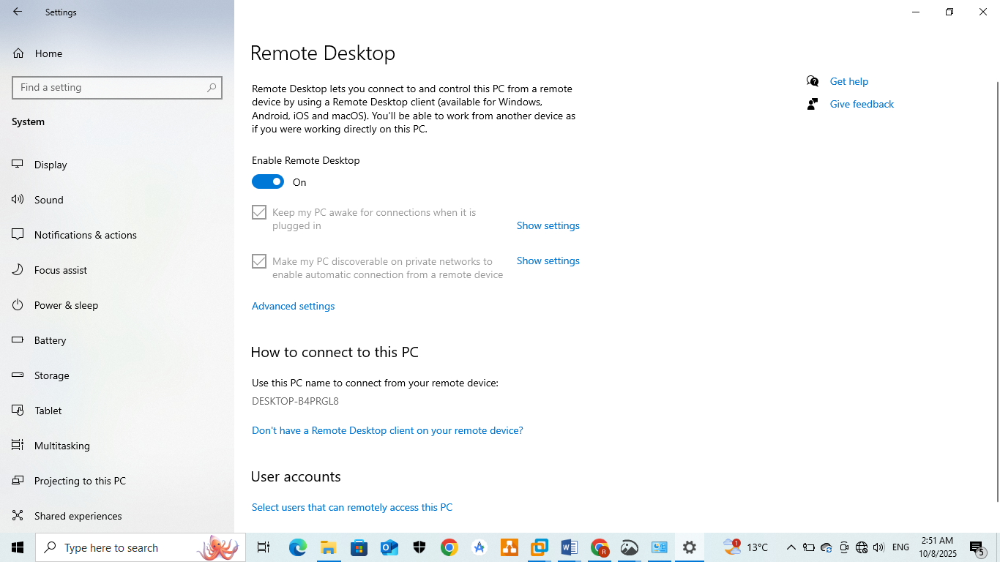 Settings
Home
Find a setting
System
Display
Sound
Notifications & actions
Focus assist
Power & sleep
Battery
Storage
Tablet
Multitasking
Projecting to this PC
Shared experiences
Remote Desktop
Remote Desktop lets you connect to and control this PC from a remote
device by using a Remote Desktop client (available for Windows,
Android, iOS and macOS). You'll be able to work from another device as
if you were working directly on this PC.
Enable Remote Desktop
On
Keep my PC awake for connections when it is
plugged in
Show settings
Make my PC discoverable on private networks to
enable automatic connection from a remote device
Show settings
Advanced settings
How to connect to this PC
Use this PC name to connect from your remote device:
DESKTOP-B4PRGL8
Don't have a Remote Desktop client on your remote device?
User accounts
Select users that can remotely access this PC
Get help
Give feedback
Type here to search
R
1
13°C
ENG
2:51 AM
10/8/2025
5